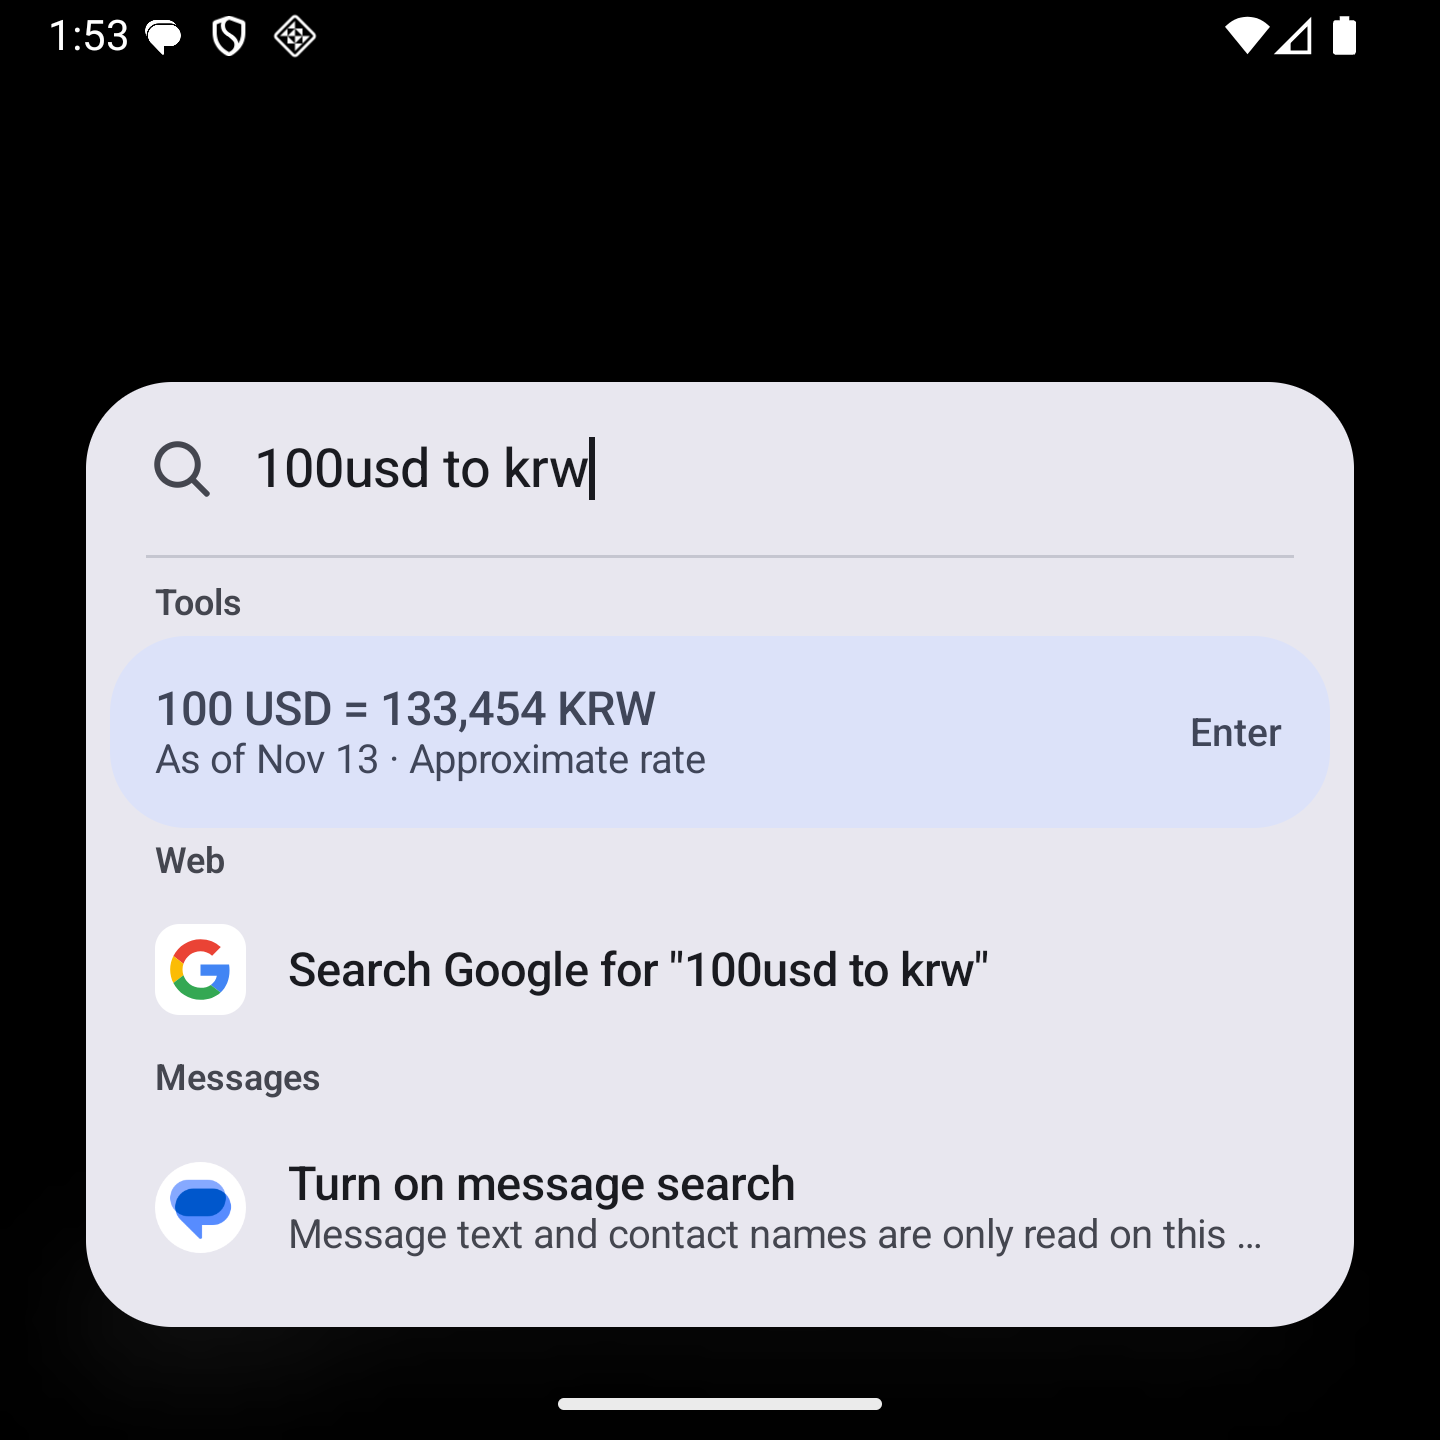 1:53
100usd to krw
Tools
100 USD = 133,454 KRW
As of Nov 13 · Approximate rate
Enter
Web
Search Google for "100usd to krw"
Messages
Turn on message search
Message text and contact names are only read on this ...